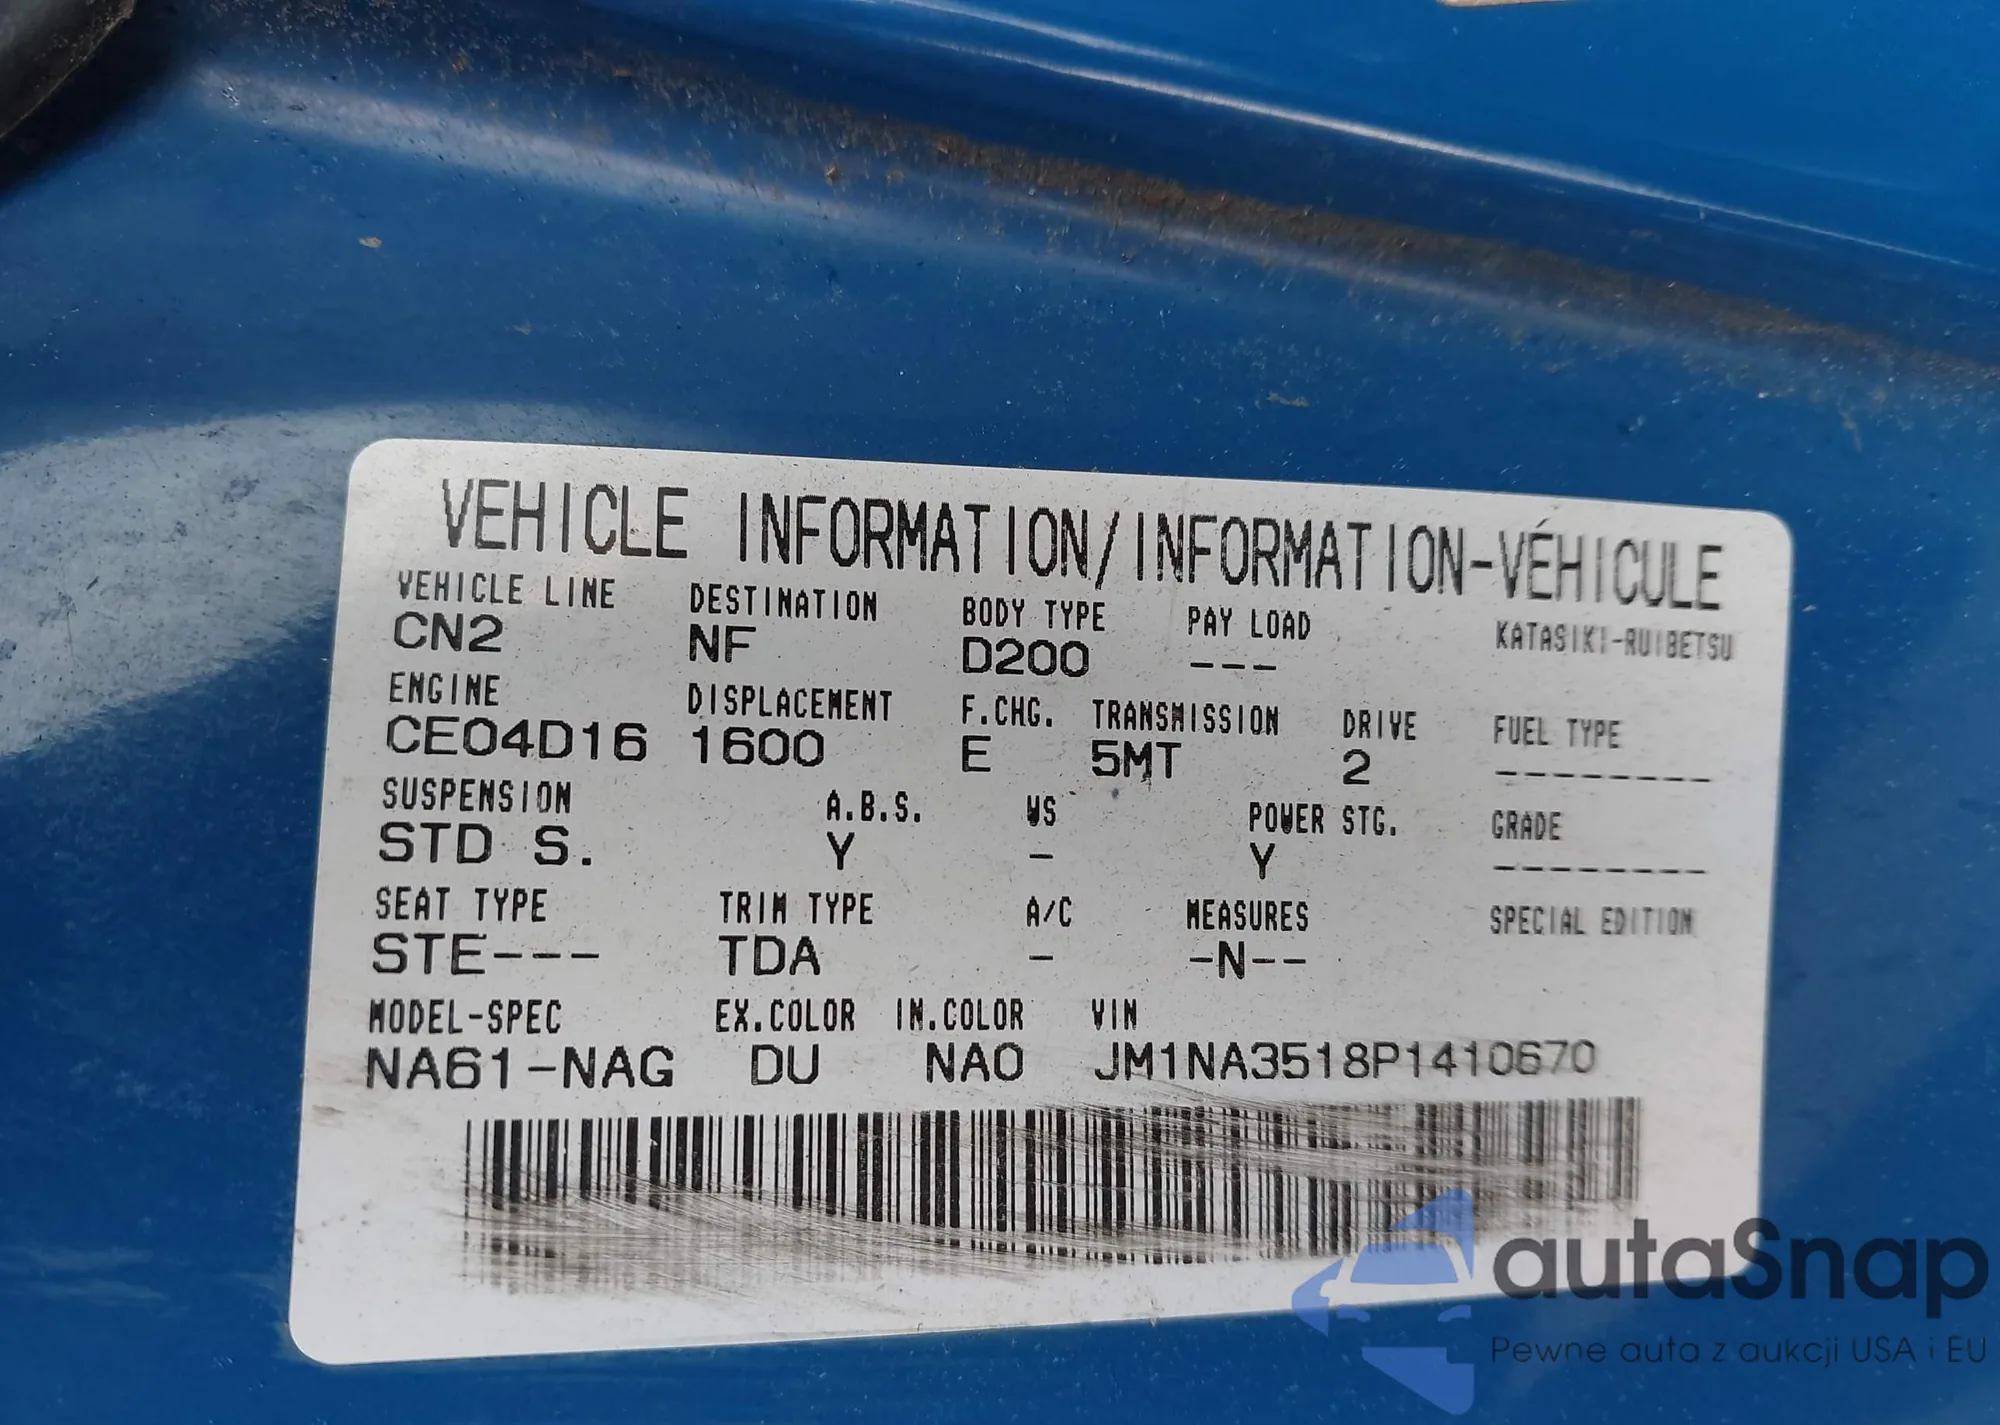 VEHICLE INFORMATION/INFORMATION-VÉHICULE
VEHICLE LINE DESTINATION BODY TYPE PAY LOAD KATASIKI-RUIBETSU
CN2 NF D200 ---
ENGINE DISPLACEMENT F.CHG. TRANSMISSION DRIVE FUEL TYPE
CE04D16 1600 E 5MT 2 --------
SUSPENSION A.B.S. WS POWER STG. GRADE
STD S. Y - Y --------
SEAT TYPE TRIM TYPE A/C MEASURES SPECIAL EDITION
STE--- TDA - -N--
MODEL-SPEC EX.COLOR IN.COLOR VIN
NA61-NAG DU NAO JM1NA3518P1410670
autaSnap
Pewne auta z aukcji USA i EU